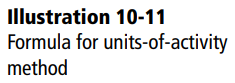 Illustration 10-11
Formula for units-of-activity
method